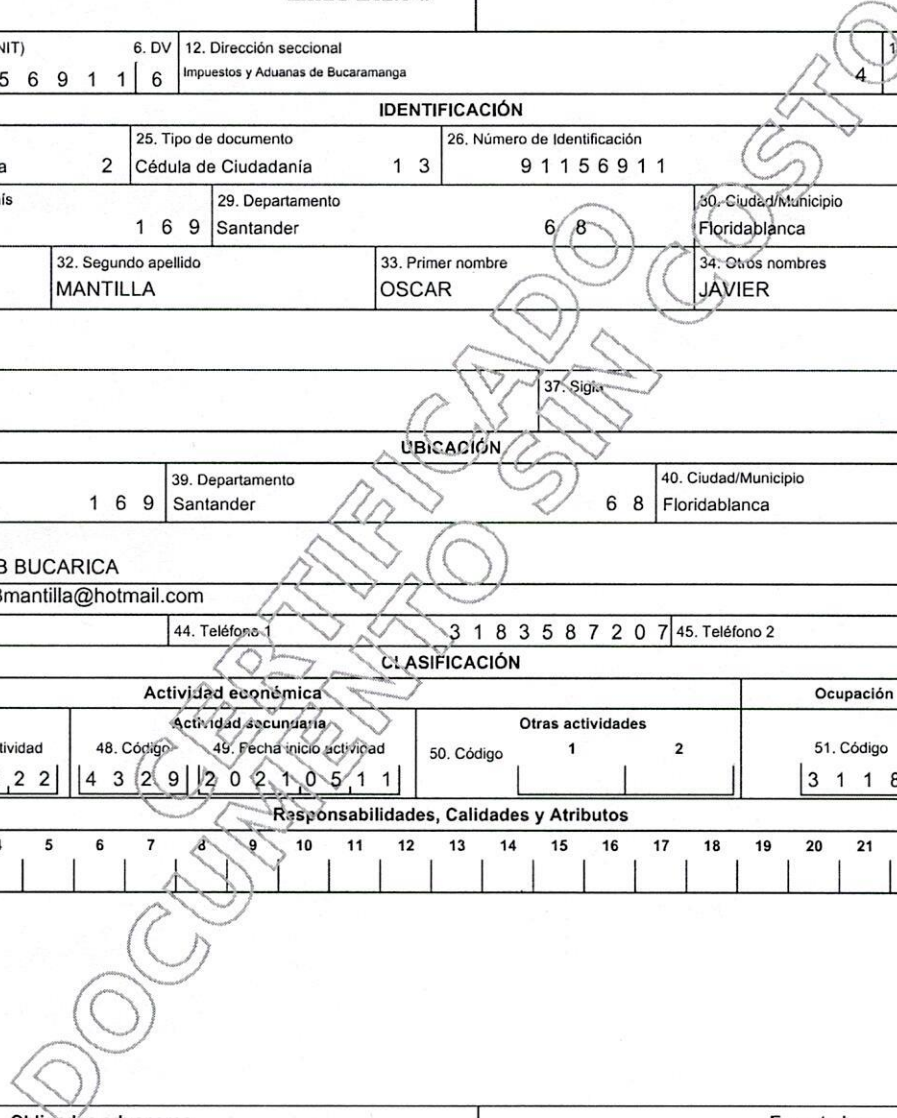 NIT) 6. DV 12. Dirección seccional
5 6 9 1 1 6 Impuestos y Aduanas de Bucaramanga 4
IDENTIFICACIÓN
25. Tipo de documento 26. Número de Identificación
a 2 Cédula de Ciudadanía 1 3 9 1 1 5 6 9 1 1
ís 29. Departamento 30. Ciudad/Municipio
1 6 9 Santander 6 8 Floridablanca
32. Segundo apellido 33. Primer nombre 34. Otros nombres
MANTILLA OSCAR JAVIER
37. Sigla
UBICACIÓN
39. Departamento 40. Ciudad/Municipio
1 6 9 Santander 6 8 Floridablanca
B BUCARICA
mantilla@hotmail.com
44. Teléfono 1 3 1 8 3 5 8 7 2 0 7 45. Teléfono 2
CLASIFICACIÓN
Actividad económica Ocupación
Actividad secundaria Otras actividades
tividad 48. Código 49. Fecha inicio actividad 50. Código 1 2 51. Código
2 2 4 3 2 9 2 0 2 1 0 5 1 1 3 1 1 8
Responsabilidades, Calidades y Atributos
5 6 7 8 9 10 11 12 13 14 15 16 17 18 19 20 21
CERTIFICADO
DOCUMENTO SIN COSTO